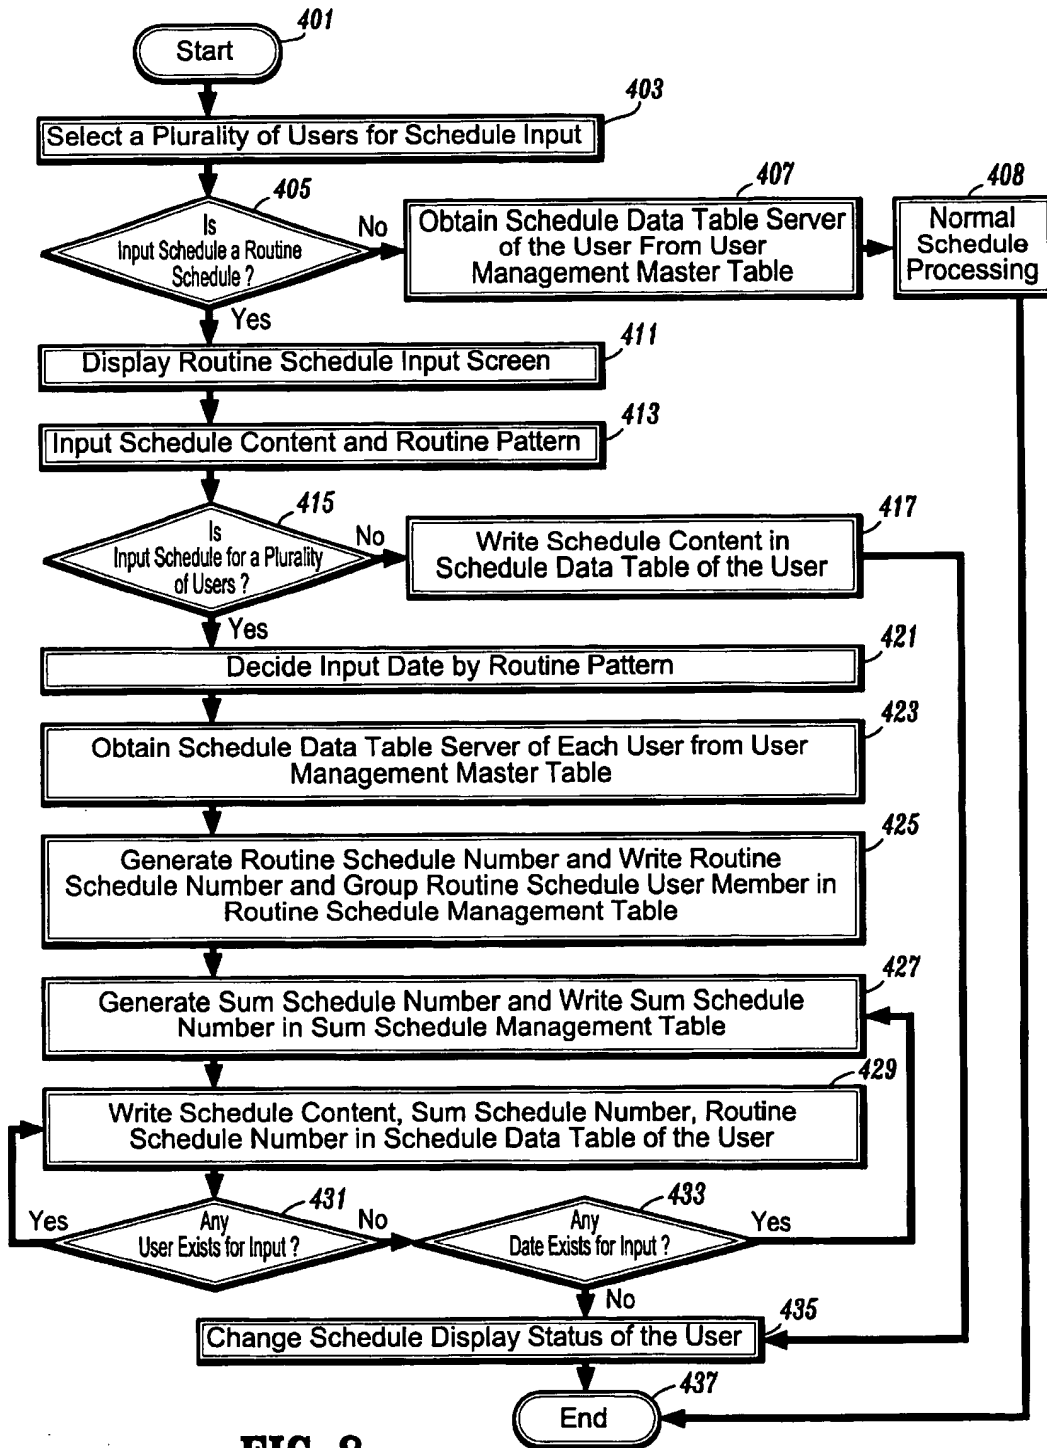 401
Start
403
Select a Plurality of Users for Schedule Input
405
Is
Input Schedule a Routine
Schedule ?
No
407
Obtain Schedule Data Table Server
of the User From User
Management Master Table
408
Normal
Schedule
Processing
Yes
411
Display Routine Schedule Input Screen
413
Input Schedule Content and Routine Pattern
415
Is
Input Schedule for a Plurality
of Users ?
No
417
Write Schedule Content in
Schedule Data Table of the User
Yes
421
Decide Input Date by Routine Pattern
423
Obtain Schedule Data Table Server of Each User from User
Management Master Table
425
Generate Routine Schedule Number and Write Routine
Schedule Number and Group Routine Schedule User Member in
Routine Schedule Management Table
427
Generate Sum Schedule Number and Write Sum Schedule
Number in Sum Schedule Management Table
429
Write Schedule Content, Sum Schedule Number, Routine
Schedule Number in Schedule Data Table of the User
431
Yes
Any
User Exists for Input ?
No
433
Any
Date Exists for Input ?
Yes
No
435
Change Schedule Display Status of the User
437
End